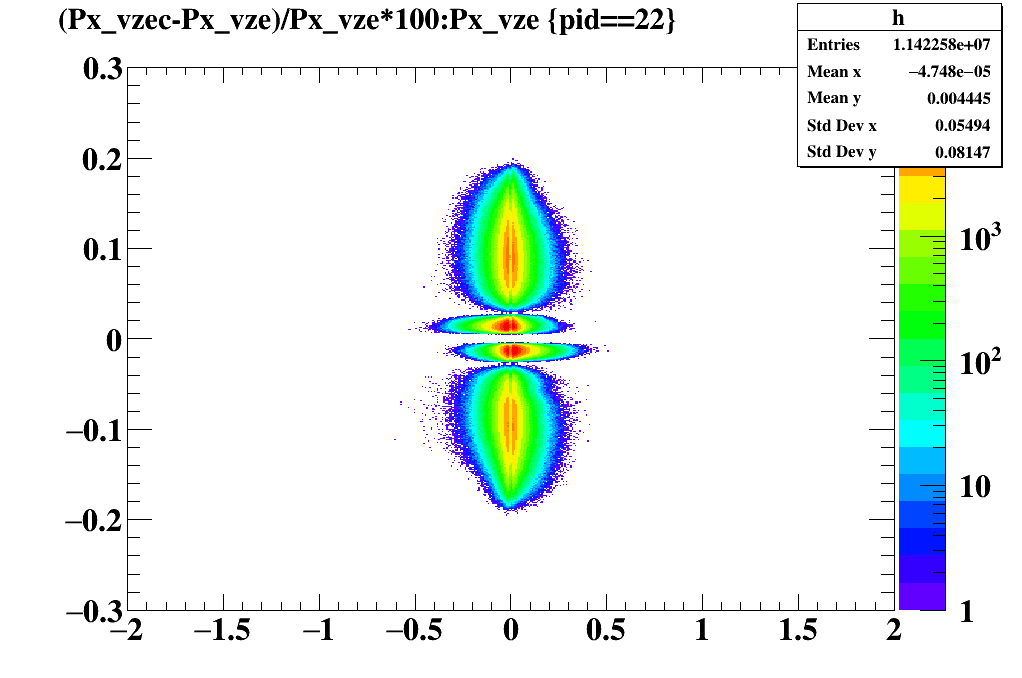 (Px_vzec-Px_vze)/Px_vze*100:Px_vze {pid==22}
h
Entries 1.142258e+07
Mean x −4.748e−05
Mean y 0.004445
Std Dev x 0.05494
Std Dev y 0.08147
0.3
0.2
0.1
0
−0.1
−0.2
−0.3
−2 −1.5 −1 −0.5 0 0.5 1 1.5 2
10³
10²
10
1